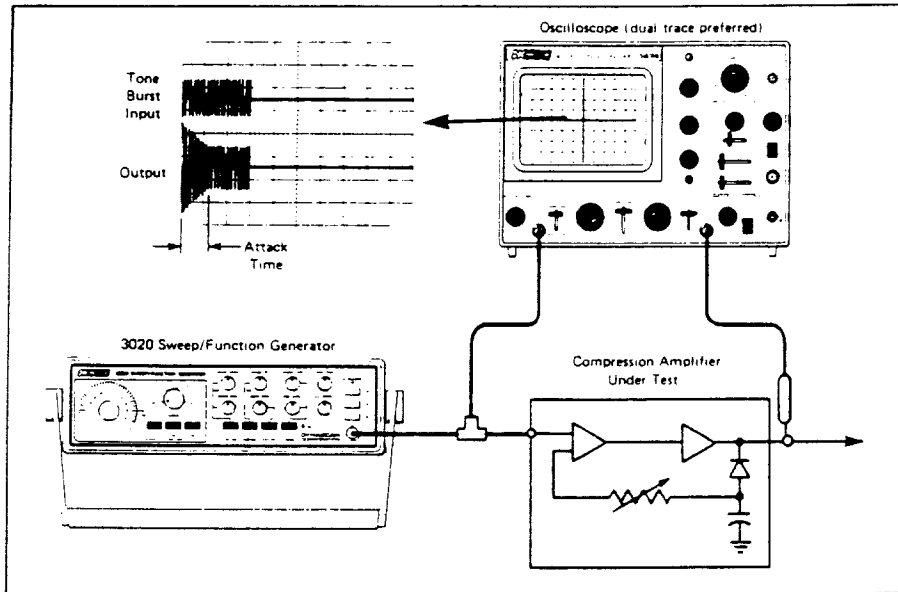 Oscilloscope (dual trace preferred)
Tone
Burst
Input
Output
Attack
Time
3020 Sweep/Function Generator
Compression Amplifier
Under Test